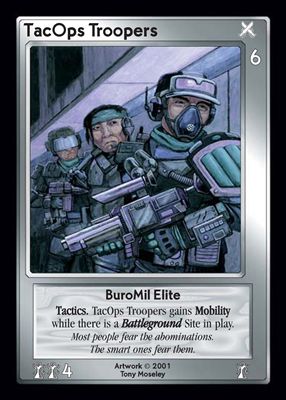 TacOps Troopers
6
BuroMil Elite
Tactics. TacOps Troopers gains Mobility
while there is a Battleground Site in play.
Most people fear the abominations.
The smart ones fear them.
4
Artwork © 2001
Tony Moseley